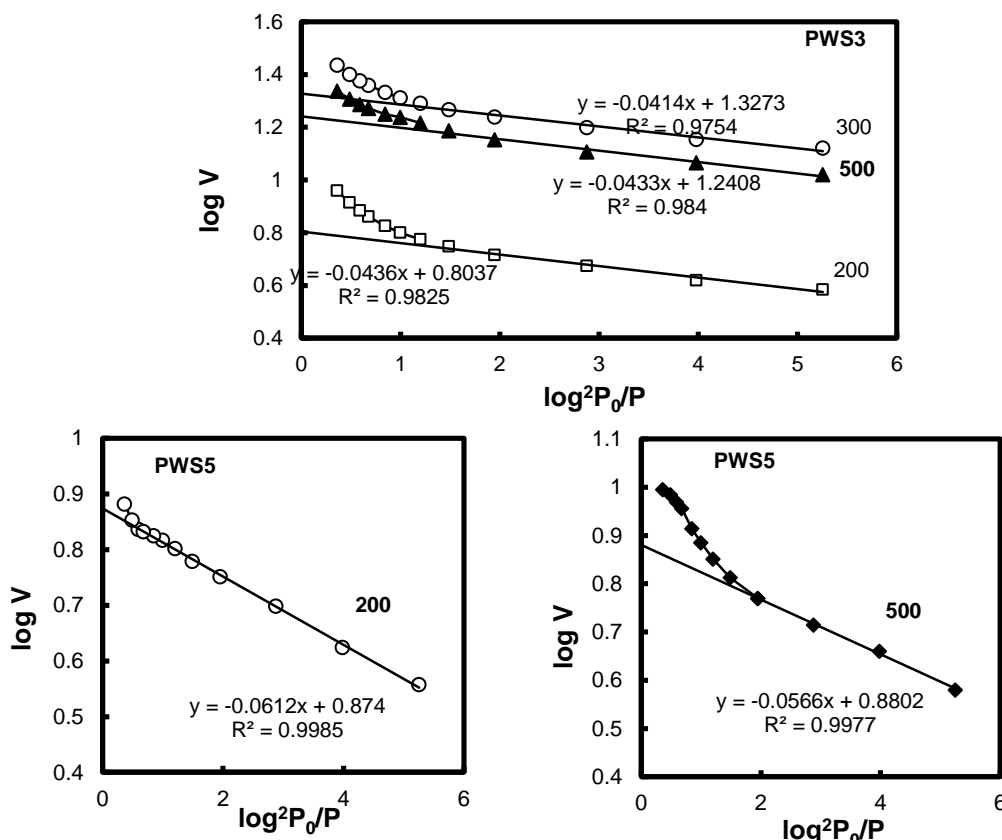 PWS3
1.6
1.4
1.2
1
0.8
0.6
0.4
log V
y = -0.0414x + 1.3273
R² = 0.9754
300
500
y = -0.0433x + 1.2408
R² = 0.984
200
y = -0.0436x + 0.8037
R² = 0.9825
0 1 2 3 4 5 6
log²P₀/P
PWS5
1
0.9
0.8
0.7
0.6
0.5
0.4
log V
200
y = -0.0612x + 0.874
R² = 0.9985
0 2 4 6
log²P₀/P
PWS5
1.1
1
0.9
0.8
0.7
0.6
0.5
0.4
log V
500
y = -0.0566x + 0.8802
R² = 0.9977
0 2 4 6
log²P₀/P